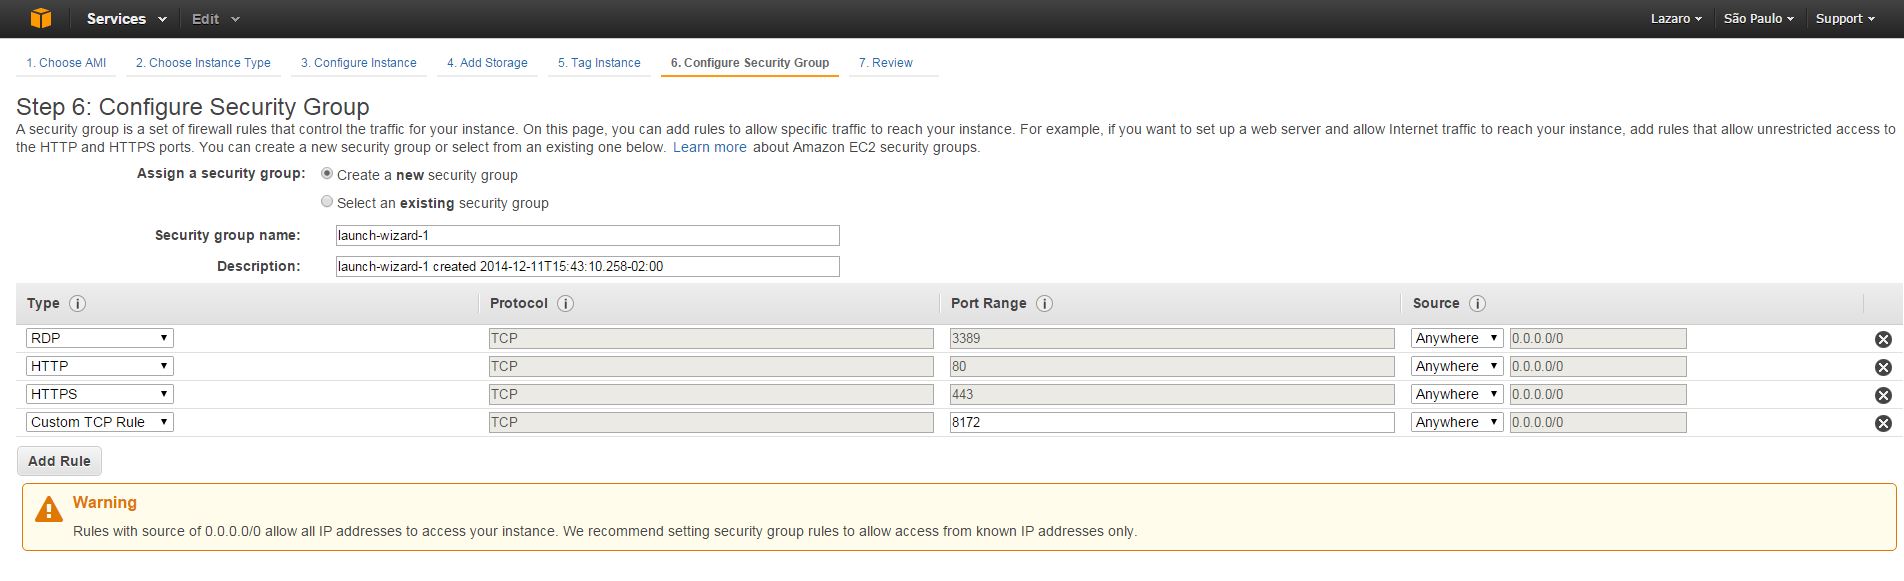 Services Edit Lazaro São Paulo Support
1. Choose AMI 2. Choose Instance Type 3. Configure Instance 4. Add Storage 5. Tag Instance 6. Configure Security Group 7. Review
Step 6: Configure Security Group
A security group is a set of firewall rules that control the traffic for your instance. On this page, you can add rules to allow specific traffic to reach your instance. For example, if you want to set up a web server and allow Internet traffic to reach your instance, add rules that allow unrestricted access to
the HTTP and HTTPS ports. You can create a new security group or select from an existing one below. Learn more about Amazon EC2 security groups.
Assign a security group: Create a new security group
Select an existing security group
Security group name: launch-wizard-1
Description: launch-wizard-1 created 2014-12-11T15:43:10.258-02:00
Type i Protocol i Port Range i Source i
RDP TCP 3389 Anywhere 0.0.0.0/0
HTTP TCP 80 Anywhere 0.0.0.0/0
HTTPS TCP 443 Anywhere 0.0.0.0/0
Custom TCP Rule TCP 8172 Anywhere 0.0.0.0/0
Add Rule
Warning
Rules with source of 0.0.0.0/0 allow all IP addresses to access your instance. We recommend setting security group rules to allow access from known IP addresses only.